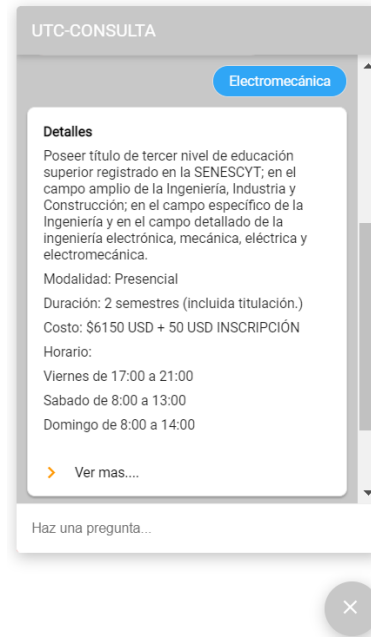 UTC-CONSULTA
Electromecánica
Detalles
Poseer título de tercer nivel de educación
superior registrado en la SENESCYT; en el
campo amplio de la Ingeniería, Industria y
Construcción; en el campo específico de la
Ingeniería y en el campo detallado de la
ingeniería electrónica, mecánica, eléctrica y
electromecánica.
Modalidad: Presencial
Duración: 2 semestres (incluida titulación.)
Costo: $6150 USD + 50 USD INSCRIPCIÓN
Horario:
Viernes de 17:00 a 21:00
Sabado de 8:00 a 13:00
Domingo de 8:00 a 14:00
Ver mas....
Haz una pregunta...